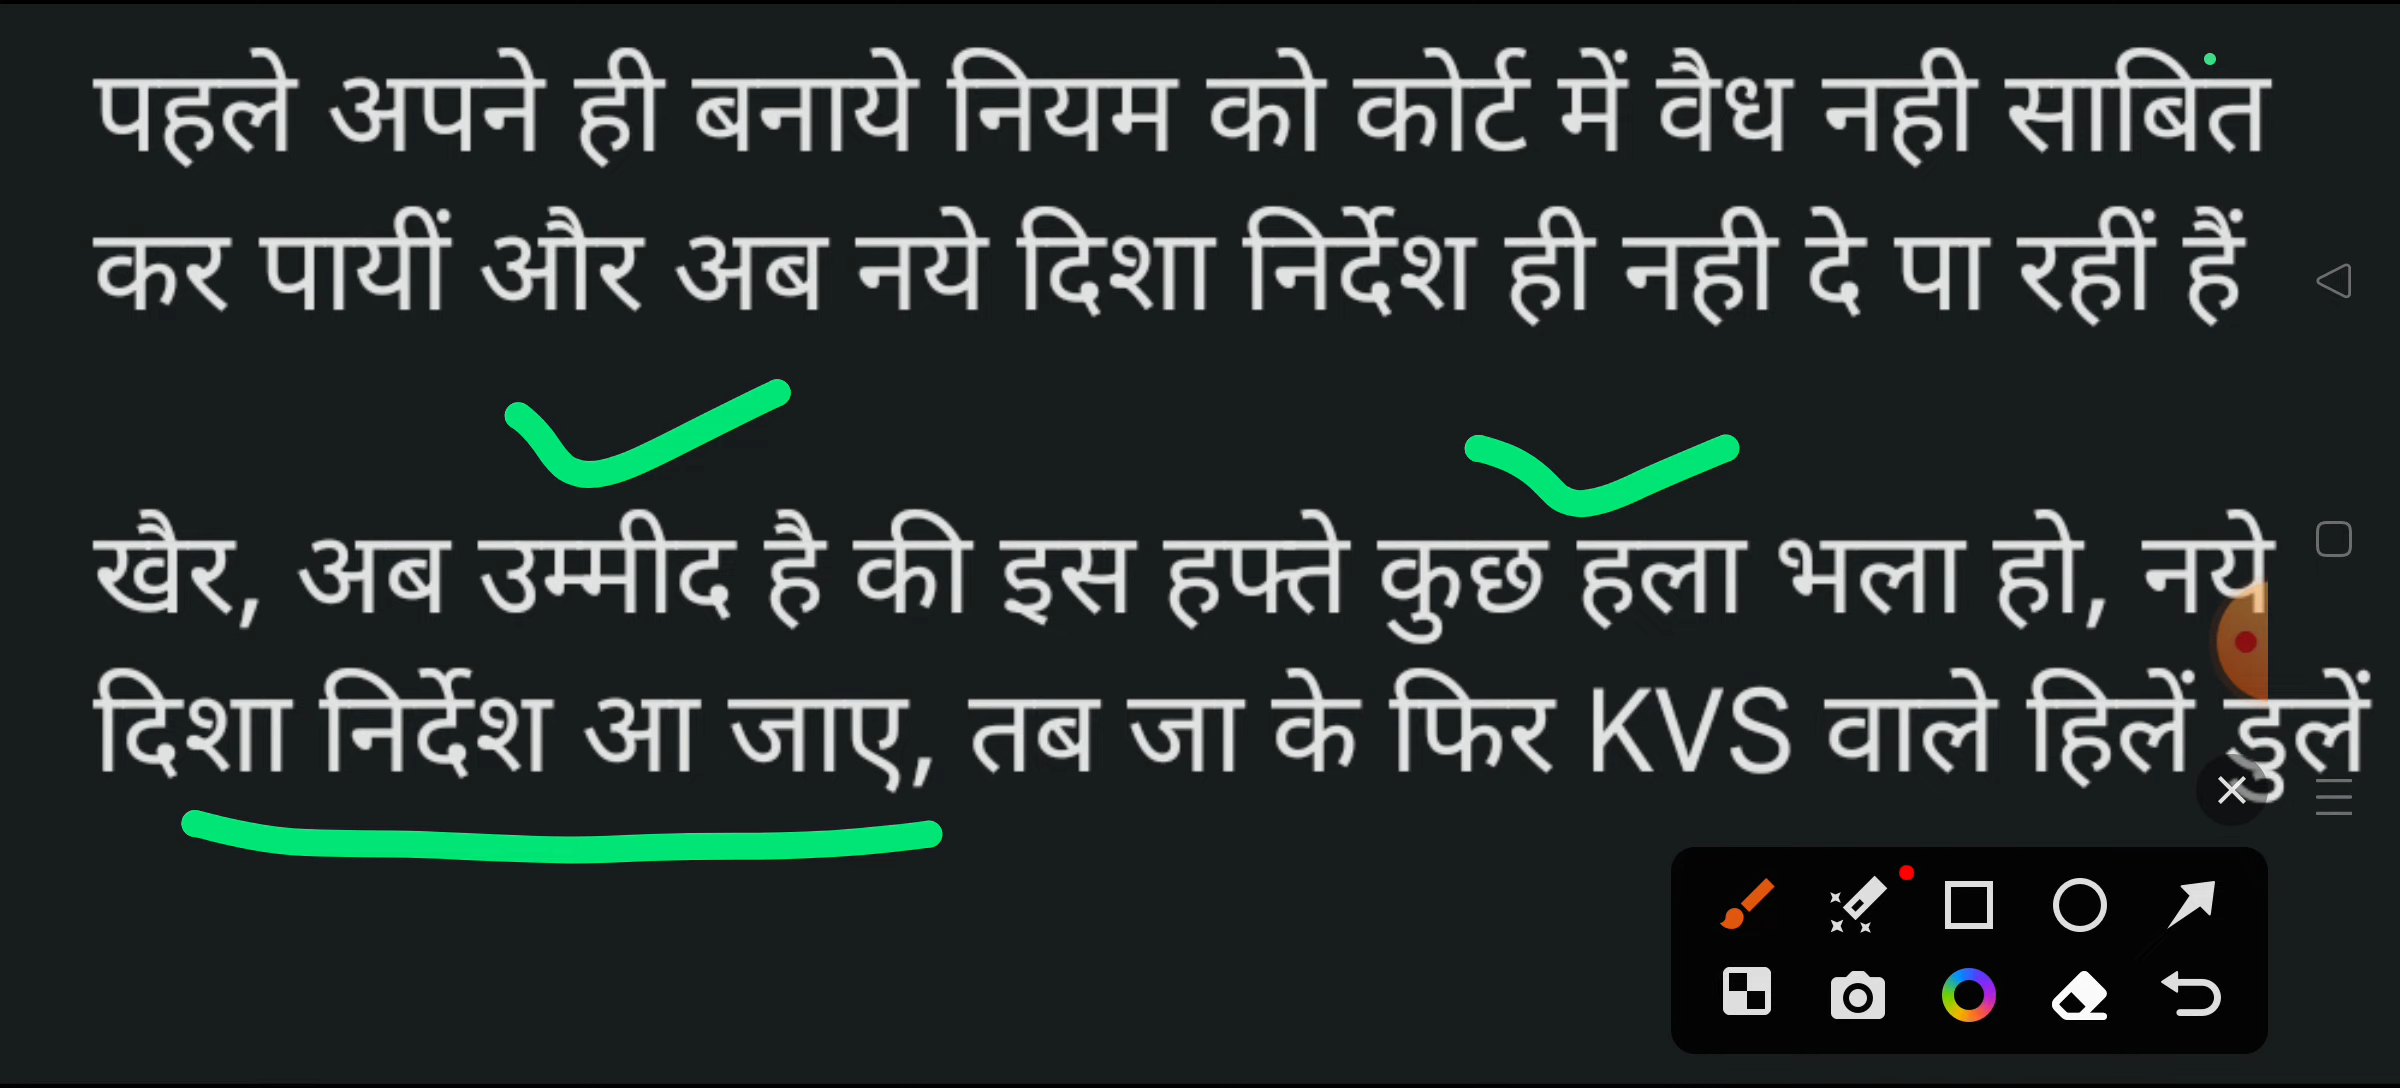 पहले अपने ही बनाये नियम को कोर्ट में वैध नही साबित
कर पायीं और अब नये दिशा निर्देश ही नही दे पा रहीं हैं
खैर, अब उम्मीद है की इस हफ्ते कुछ हला भला हो, नये
दिशा निर्देश आ जाए, तब जा के फिर KVS वाले हिलें डुलें